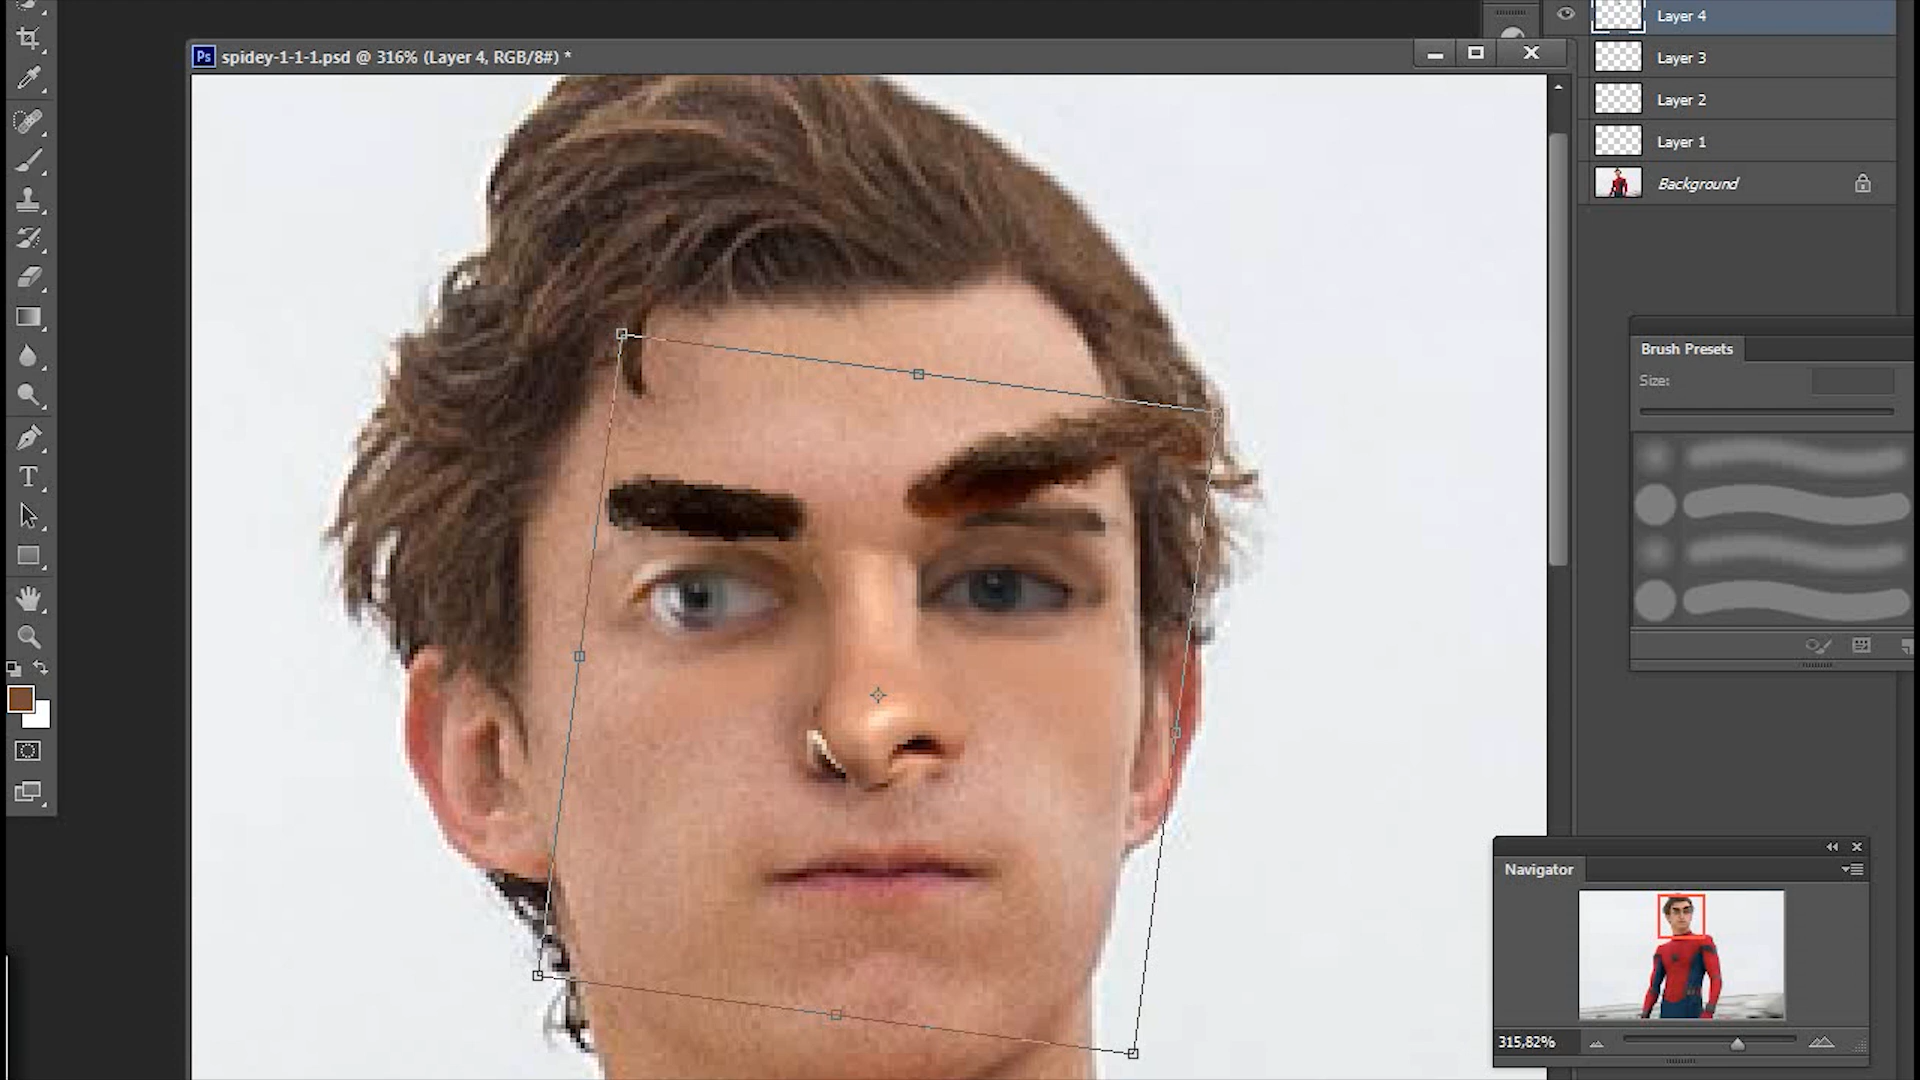 Layer 4
Ps spidey-1-1-1.psd @ 316% (Layer 4, RGB/8#) *
Layer 3
Layer 2
Layer 1
Background
Brush Presets
Size:
T
Navigator
315,82%